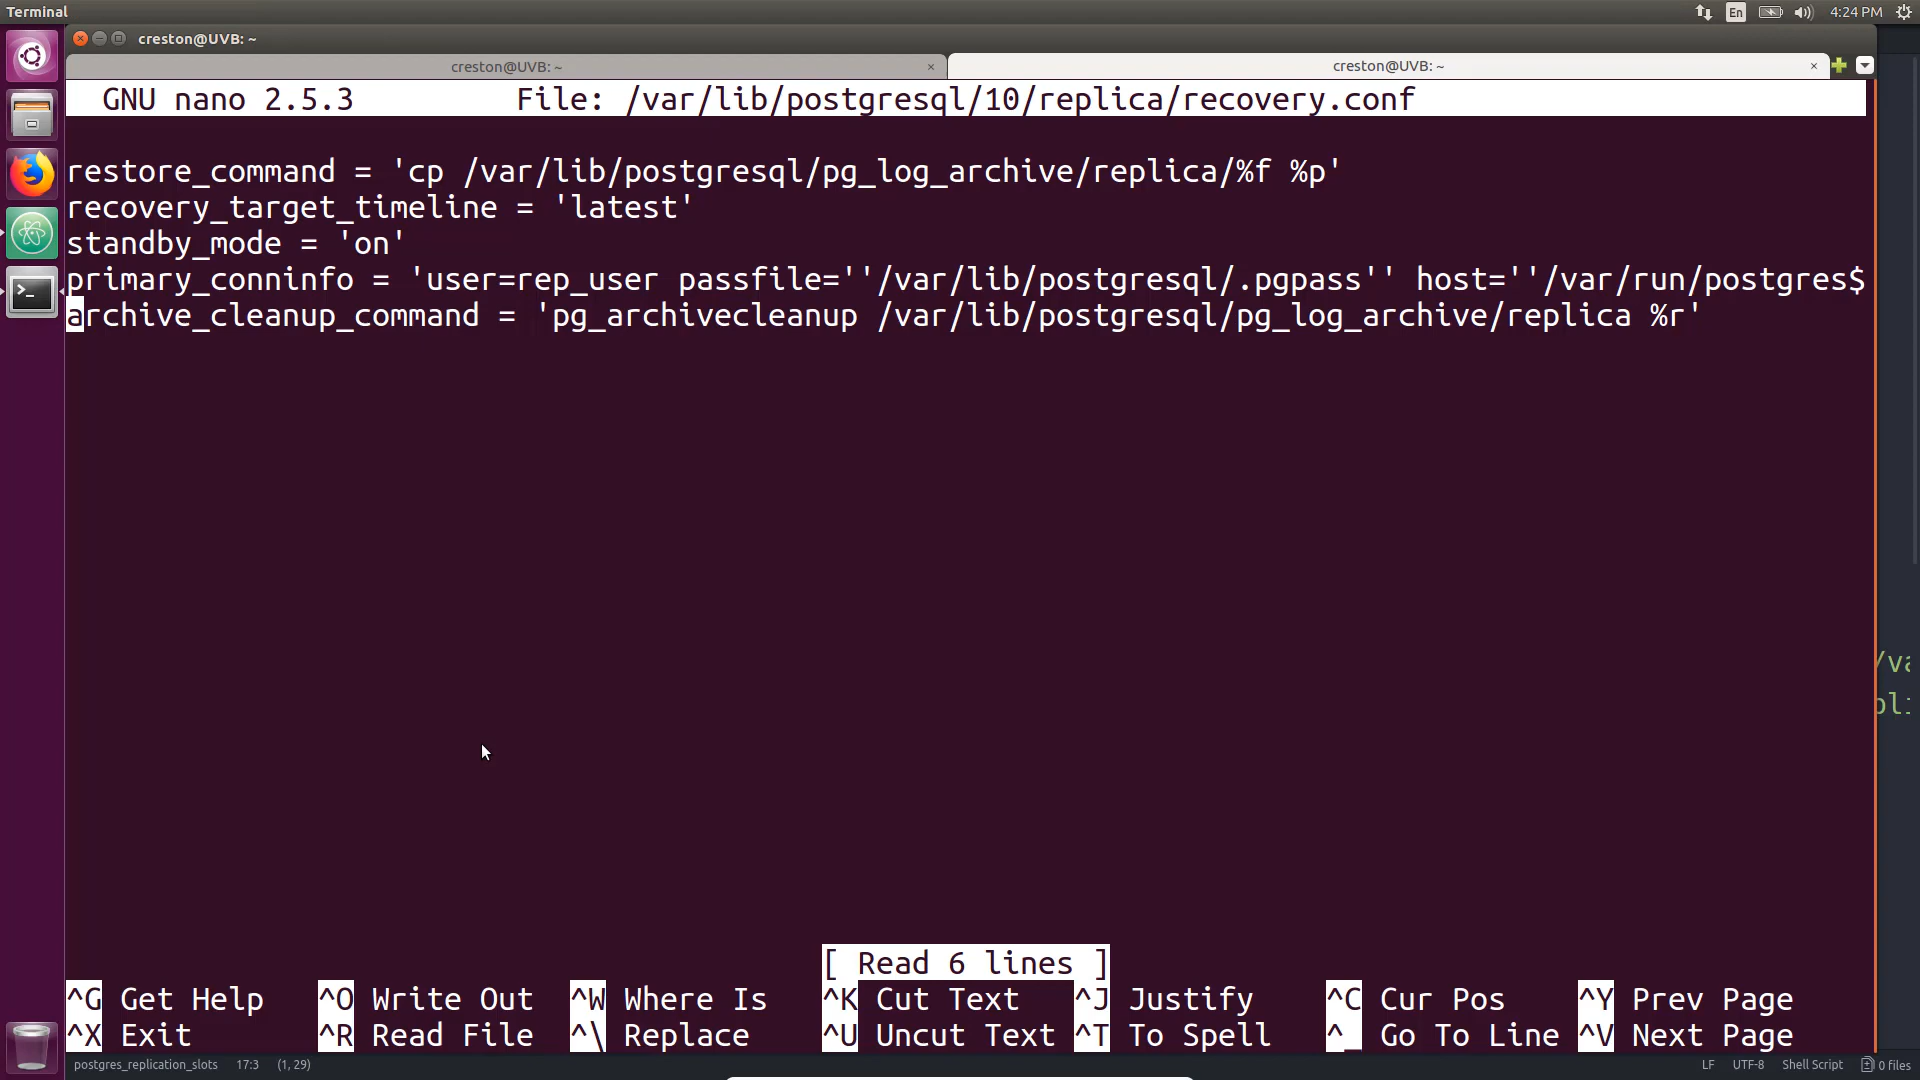 Terminal
En
4:24 PM
creston@UVB: ~
creston@UVB: ~ ×
creston@UVB: ~ ×
GNU nano 2.5.3 File: /var/lib/postgresql/10/replica/recovery.conf
restore_command = 'cp /var/lib/postgresql/pg_log_archive/replica/%f %p'
recovery_target_timeline = 'latest'
standby_mode = 'on'
primary_conninfo = 'user=rep_user passfile=''/var/lib/postgresql/.pgpass'' host=''/var/run/postgres$
archive_cleanup_command = 'pg_archivecleanup /var/lib/postgresql/pg_log_archive/replica %r'
/va
pli
[ Read 6 lines ]
^G Get Help ^O Write Out ^W Where Is ^K Cut Text ^J Justify ^C Cur Pos ^Y Prev Page
^X Exit ^R Read File ^\ Replace ^U Uncut Text ^T To Spell ^_ Go To Line ^V Next Page
postgres_replication_slots 17:3 (1, 29) LF UTF-8 Shell Script 0 files